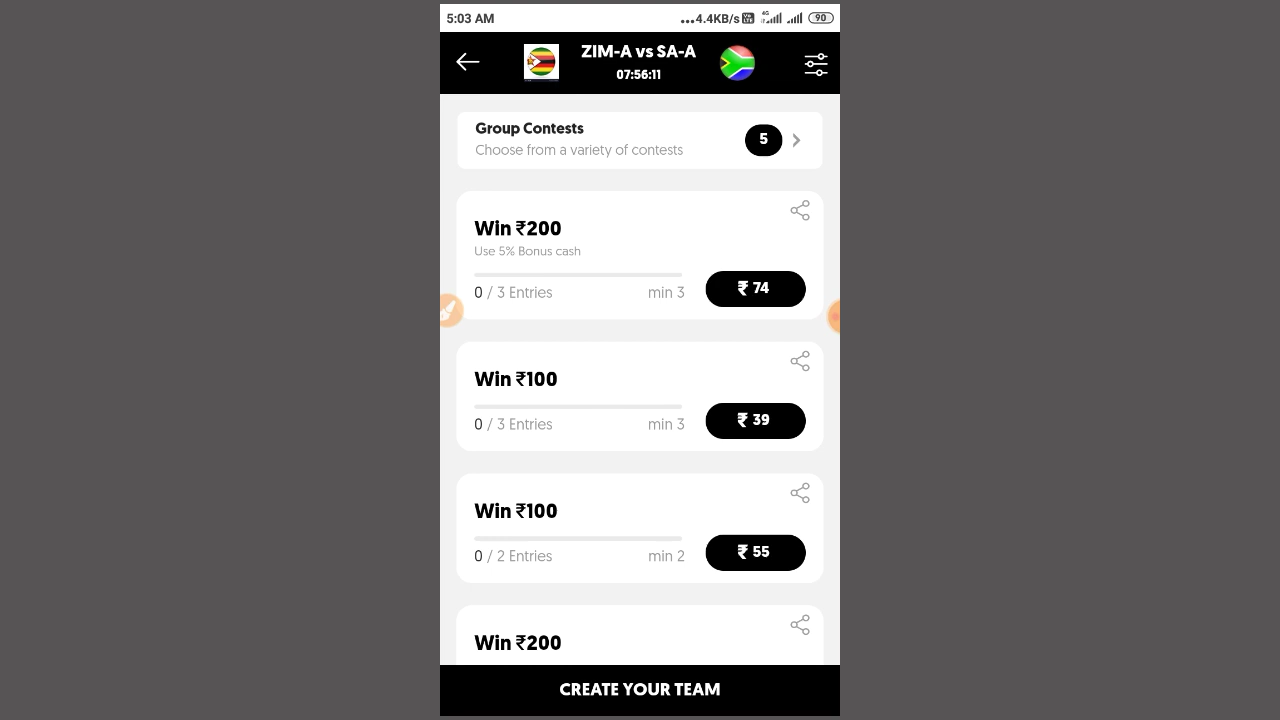 5:03 AM
...4.4KB/s
4G
90
ZIM-A vs SA-A
07:56:11
Group Contests
Choose from a variety of contests
5
Win ₹200
Use 5% Bonus cash
0 / 3 Entries
min 3
₹ 74
Win ₹100
0 / 3 Entries
min 3
₹ 39
Win ₹100
0 / 2 Entries
min 2
₹ 55
Win ₹200
CREATE YOUR TEAM